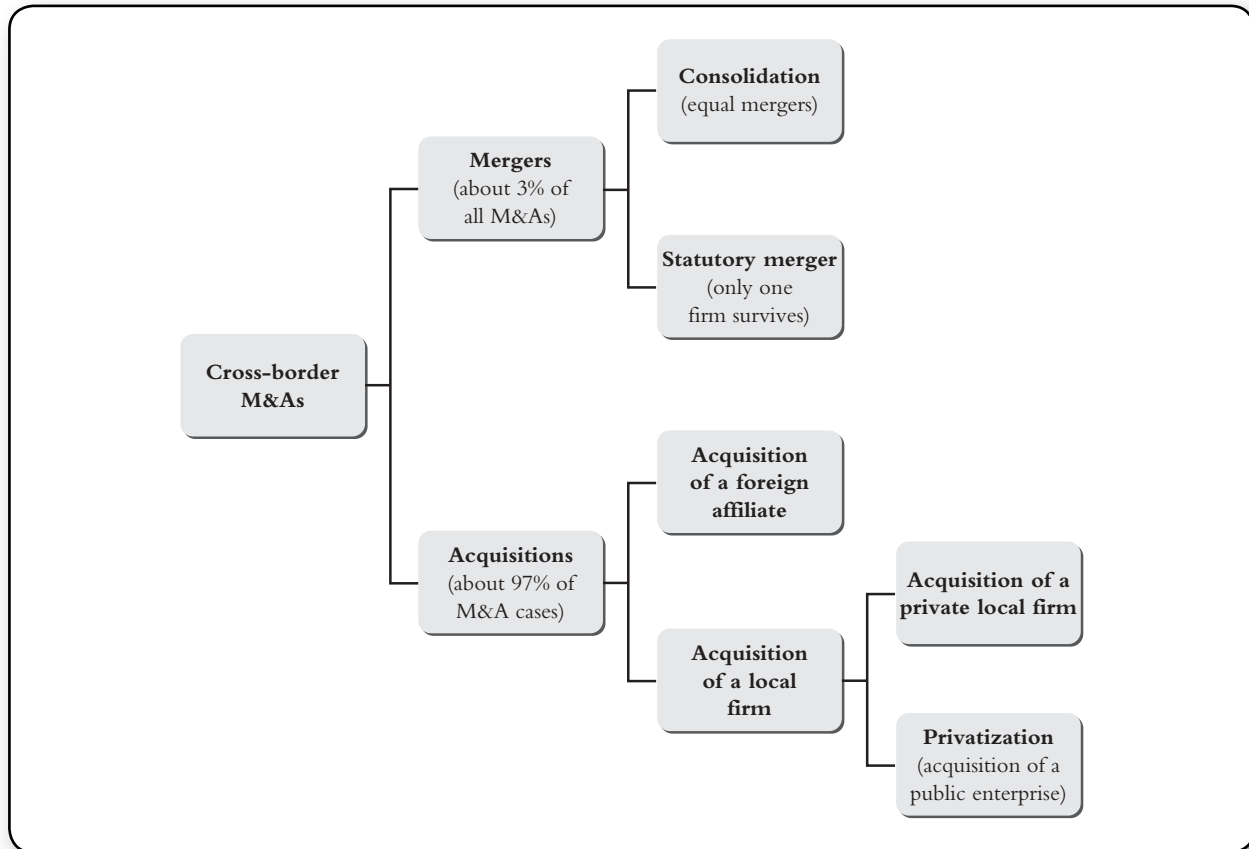 Consolidation
(equal mergers)
Mergers
(about 3% of
all M&As)
Statutory merger
(only one
firm survives)
Cross-border
M&As
Acquisition
of a foreign
affiliate
Acquisitions
(about 97% of
M&A cases)
Acquisition of a
private local firm
Acquisition
of a local
firm
Privatization
(acquisition of a
public enterprise)